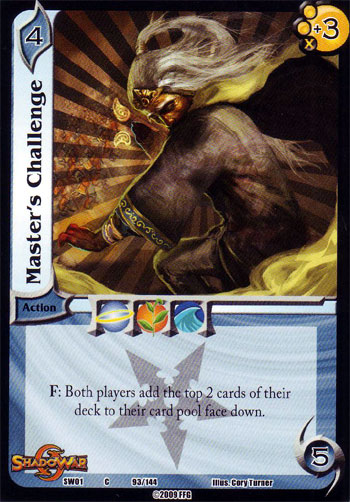 4
+3
Master's Challenge
Action
F: Both players add the top 2 cards of their
deck to their card pool face down.
ShadoWar
5
SW01 C 93/144 Illus. Cory Turner
©2009 FFG